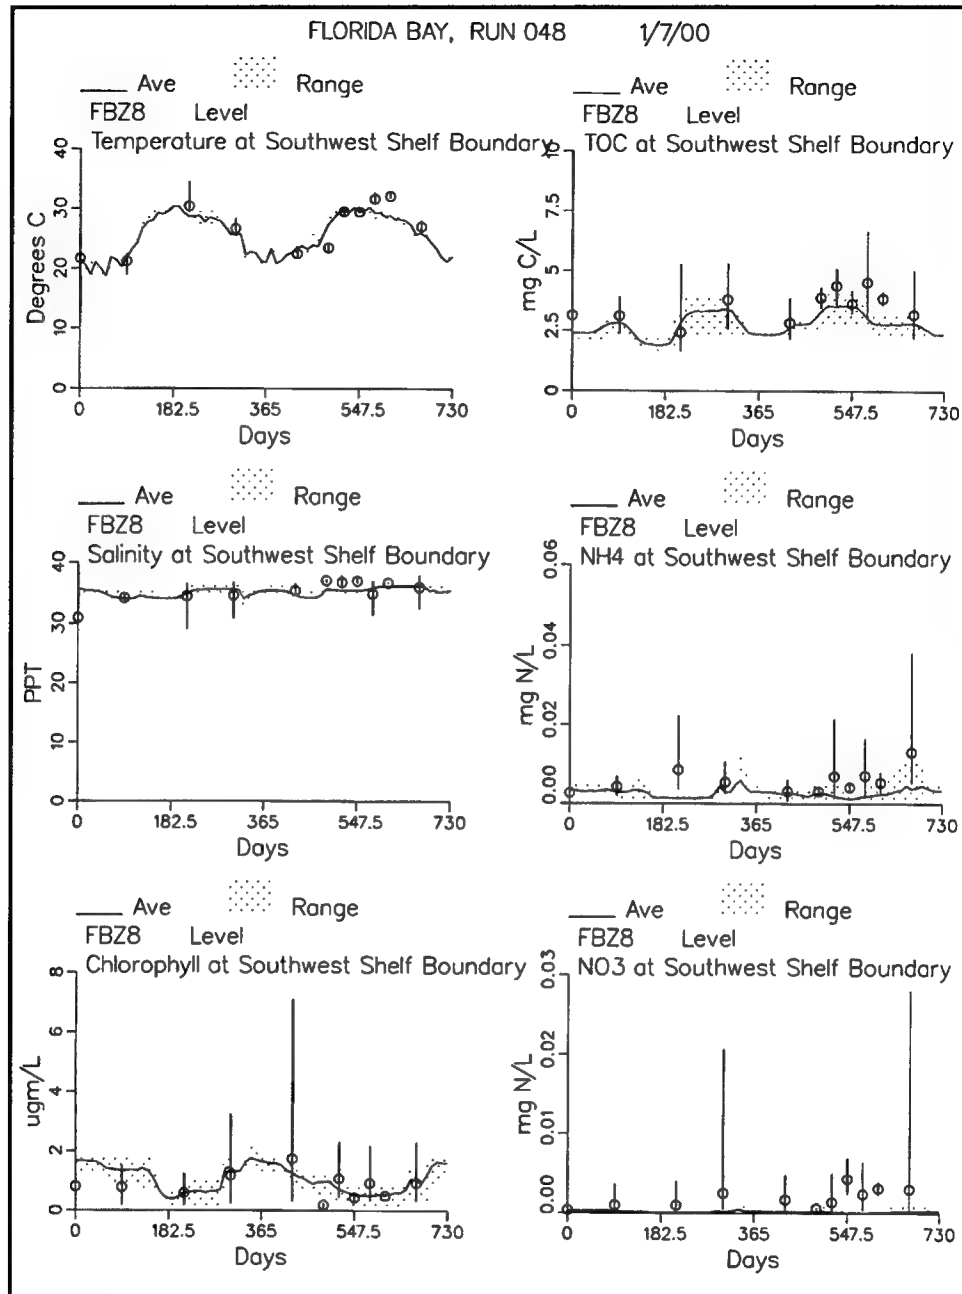 FLORIDA BAY, RUN 048 1/7/00
Ave Range
FBZ8 Level
Temperature at Southwest Shelf Boundary
40
30
20
10
0
Degrees C
0 182.5 365 547.5 730
Days
Ave Range
FBZ8 Level
TOC at Southwest Shelf Boundary
7.5
5
2.5
0
mg C/L
0 182.5 365 547.5 730
Days
Ave Range
FBZ8 Level
Salinity at Southwest Shelf Boundary
40
30
20
10
0
PPT
0 182.5 365 547.5 730
Days
Ave Range
FBZ8 Level
NH4 at Southwest Shelf Boundary
0.06
0.04
0.02
0.00
mg N/L
0 182.5 365 547.5 730
Days
Ave Range
FBZ8 Level
Chlorophyll at Southwest Shelf Boundary
8
6
4
2
0
ugm/L
0 182.5 365 547.5 730
Days
Ave Range
FBZ8 Level
NO3 at Southwest Shelf Boundary
0.03
0.02
0.01
0.00
mg N/L
0 182.5 365 547.5 730
Days